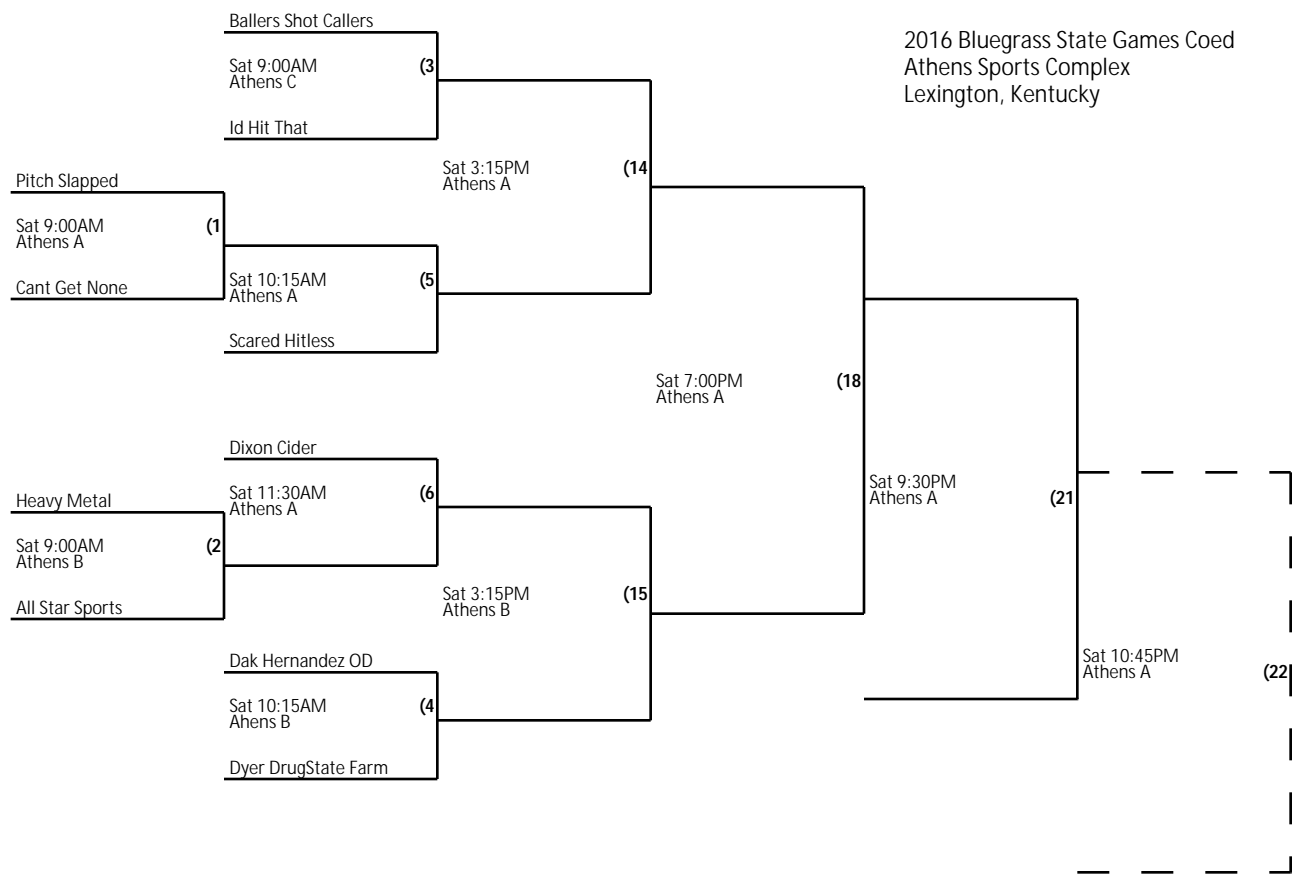 Ballers Shot Callers
2016 Bluegrass State Games Coed
Athens Sports Complex
Lexington, Kentucky
Sat 9:00AM (3
Athens C
Id Hit That
Sat 3:15PM (14
Athens A
Pitch Slapped
Sat 9:00AM (1
Athens A
Cant Get None
Sat 10:15AM (5
Athens A
Scared Hitless
Sat 7:00PM (18
Athens A
Dixon Cider
Heavy Metal
Sat 11:30AM (6
Athens A
Sat 9:30PM (21
Athens A
Sat 9:00AM (2
Athens B
All Star Sports
Sat 3:15PM (15
Athens B
Dak Hernandez OD
Sat 10:15AM (4
Ahens B
Sat 10:45PM (22
Athens A
Dyer DrugState Farm